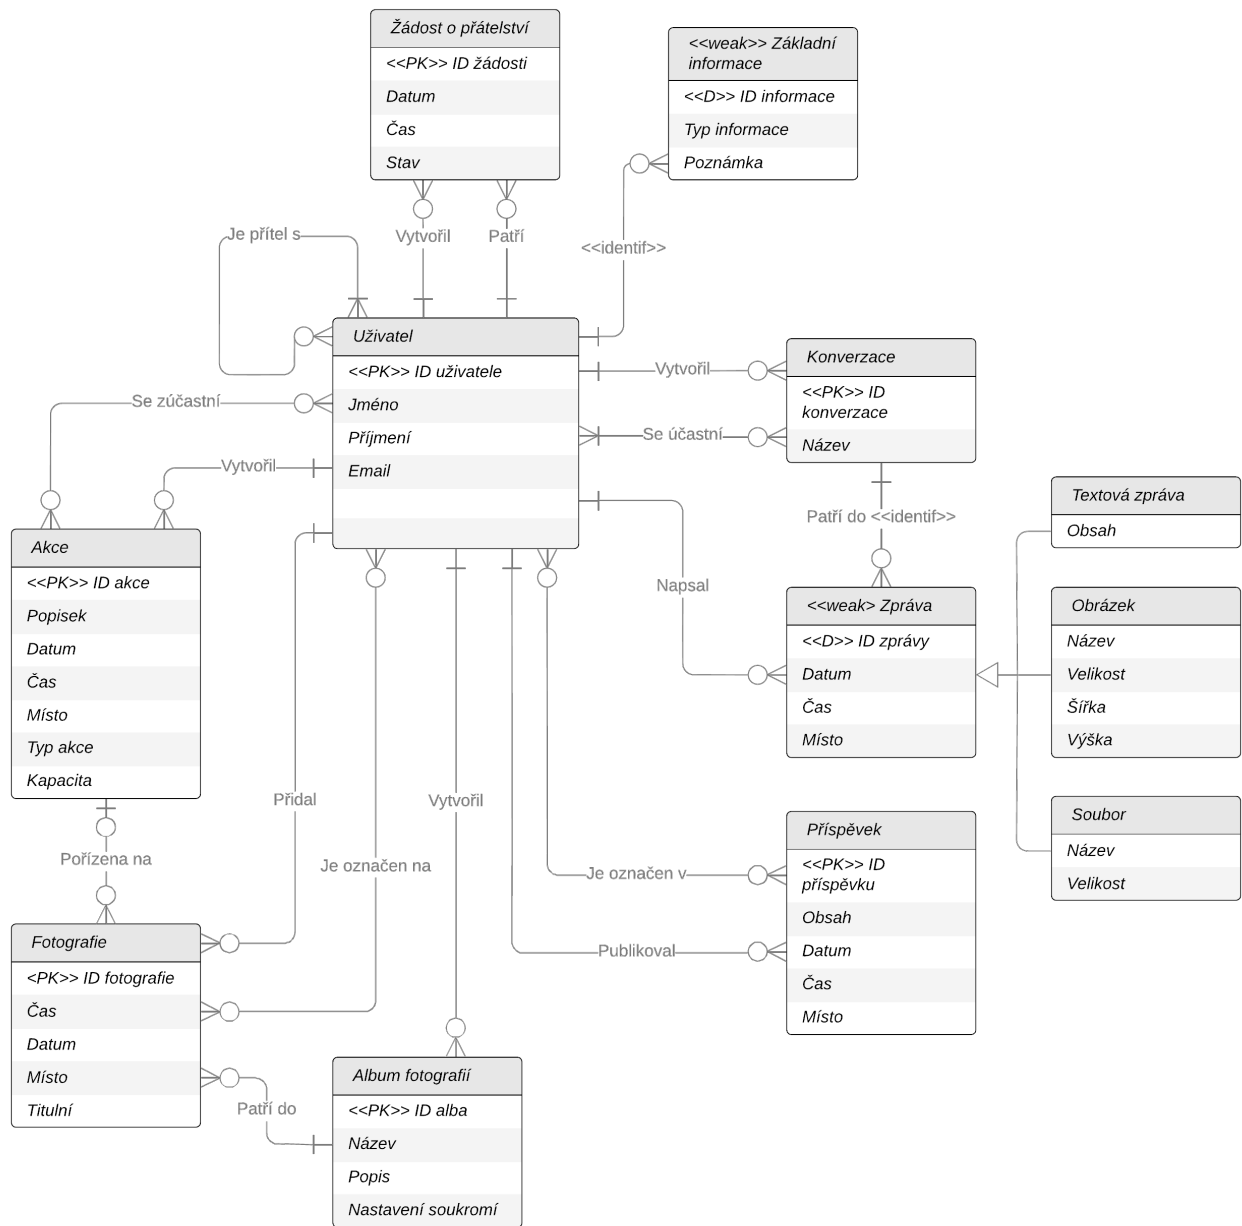 Žádost o přátelství
<<PK>> ID žádosti
Datum
Čas
Stav
<<weak>> Základní
informace
<<D>> ID informace
Typ informace
Poznámka
Je přítel s
Vytvořil
Patří
<<identif>>
Uživatel
<<PK>> ID uživatele
Jméno
Příjmení
Email
Vytvořil
Se účastní
Konverzace
<<PK>> ID
konverzace
Název
Se zúčastní
Vytvořil
Patří do <<identif>>
Napsal
Akce
<<PK>> ID akce
Popisek
Datum
Čas
Místo
Typ akce
Kapacita
<<weak> Zpráva
<<D>> ID zprávy
Datum
Čas
Místo
Textová zpráva
Obsah
Obrázek
Název
Velikost
Šířka
Výška
Soubor
Název
Velikost
Přidal
Vytvořil
Pořízena na
Je označen na
Je označen v
Publikoval
Příspěvek
<<PK>> ID
příspěvku
Obsah
Datum
Čas
Místo
Fotografie
<PK>> ID fotografie
Čas
Datum
Místo
Titulní
Patří do
Album fotografií
<<PK>> ID alba
Název
Popis
Nastavení soukromí